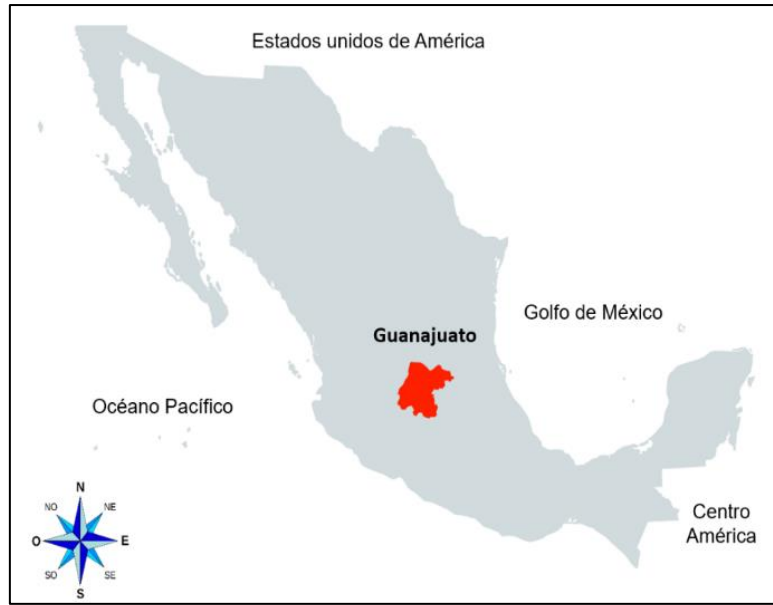 Estados unidos de América
Golfo de México
Guanajuato
Océano Pacífico
N
NO
NE
O
E
SO
SE
S
Centro
América